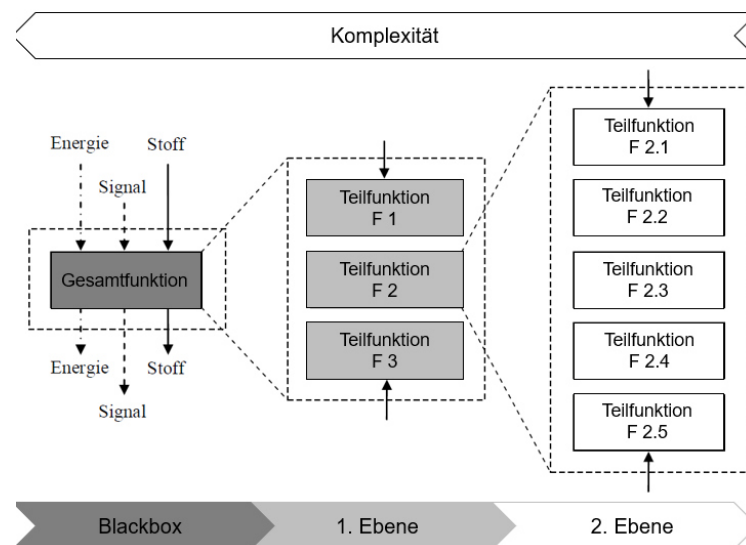 Komplexität
Energie
Stoff
Signal
Gesamtfunktion
Energie
Stoff
Signal
Teilfunktion
F 1
Teilfunktion
F 2
Teilfunktion
F 3
Teilfunktion
F 2.1
Teilfunktion
F 2.2
Teilfunktion
F 2.3
Teilfunktion
F 2.4
Teilfunktion
F 2.5
Blackbox
1. Ebene
2. Ebene